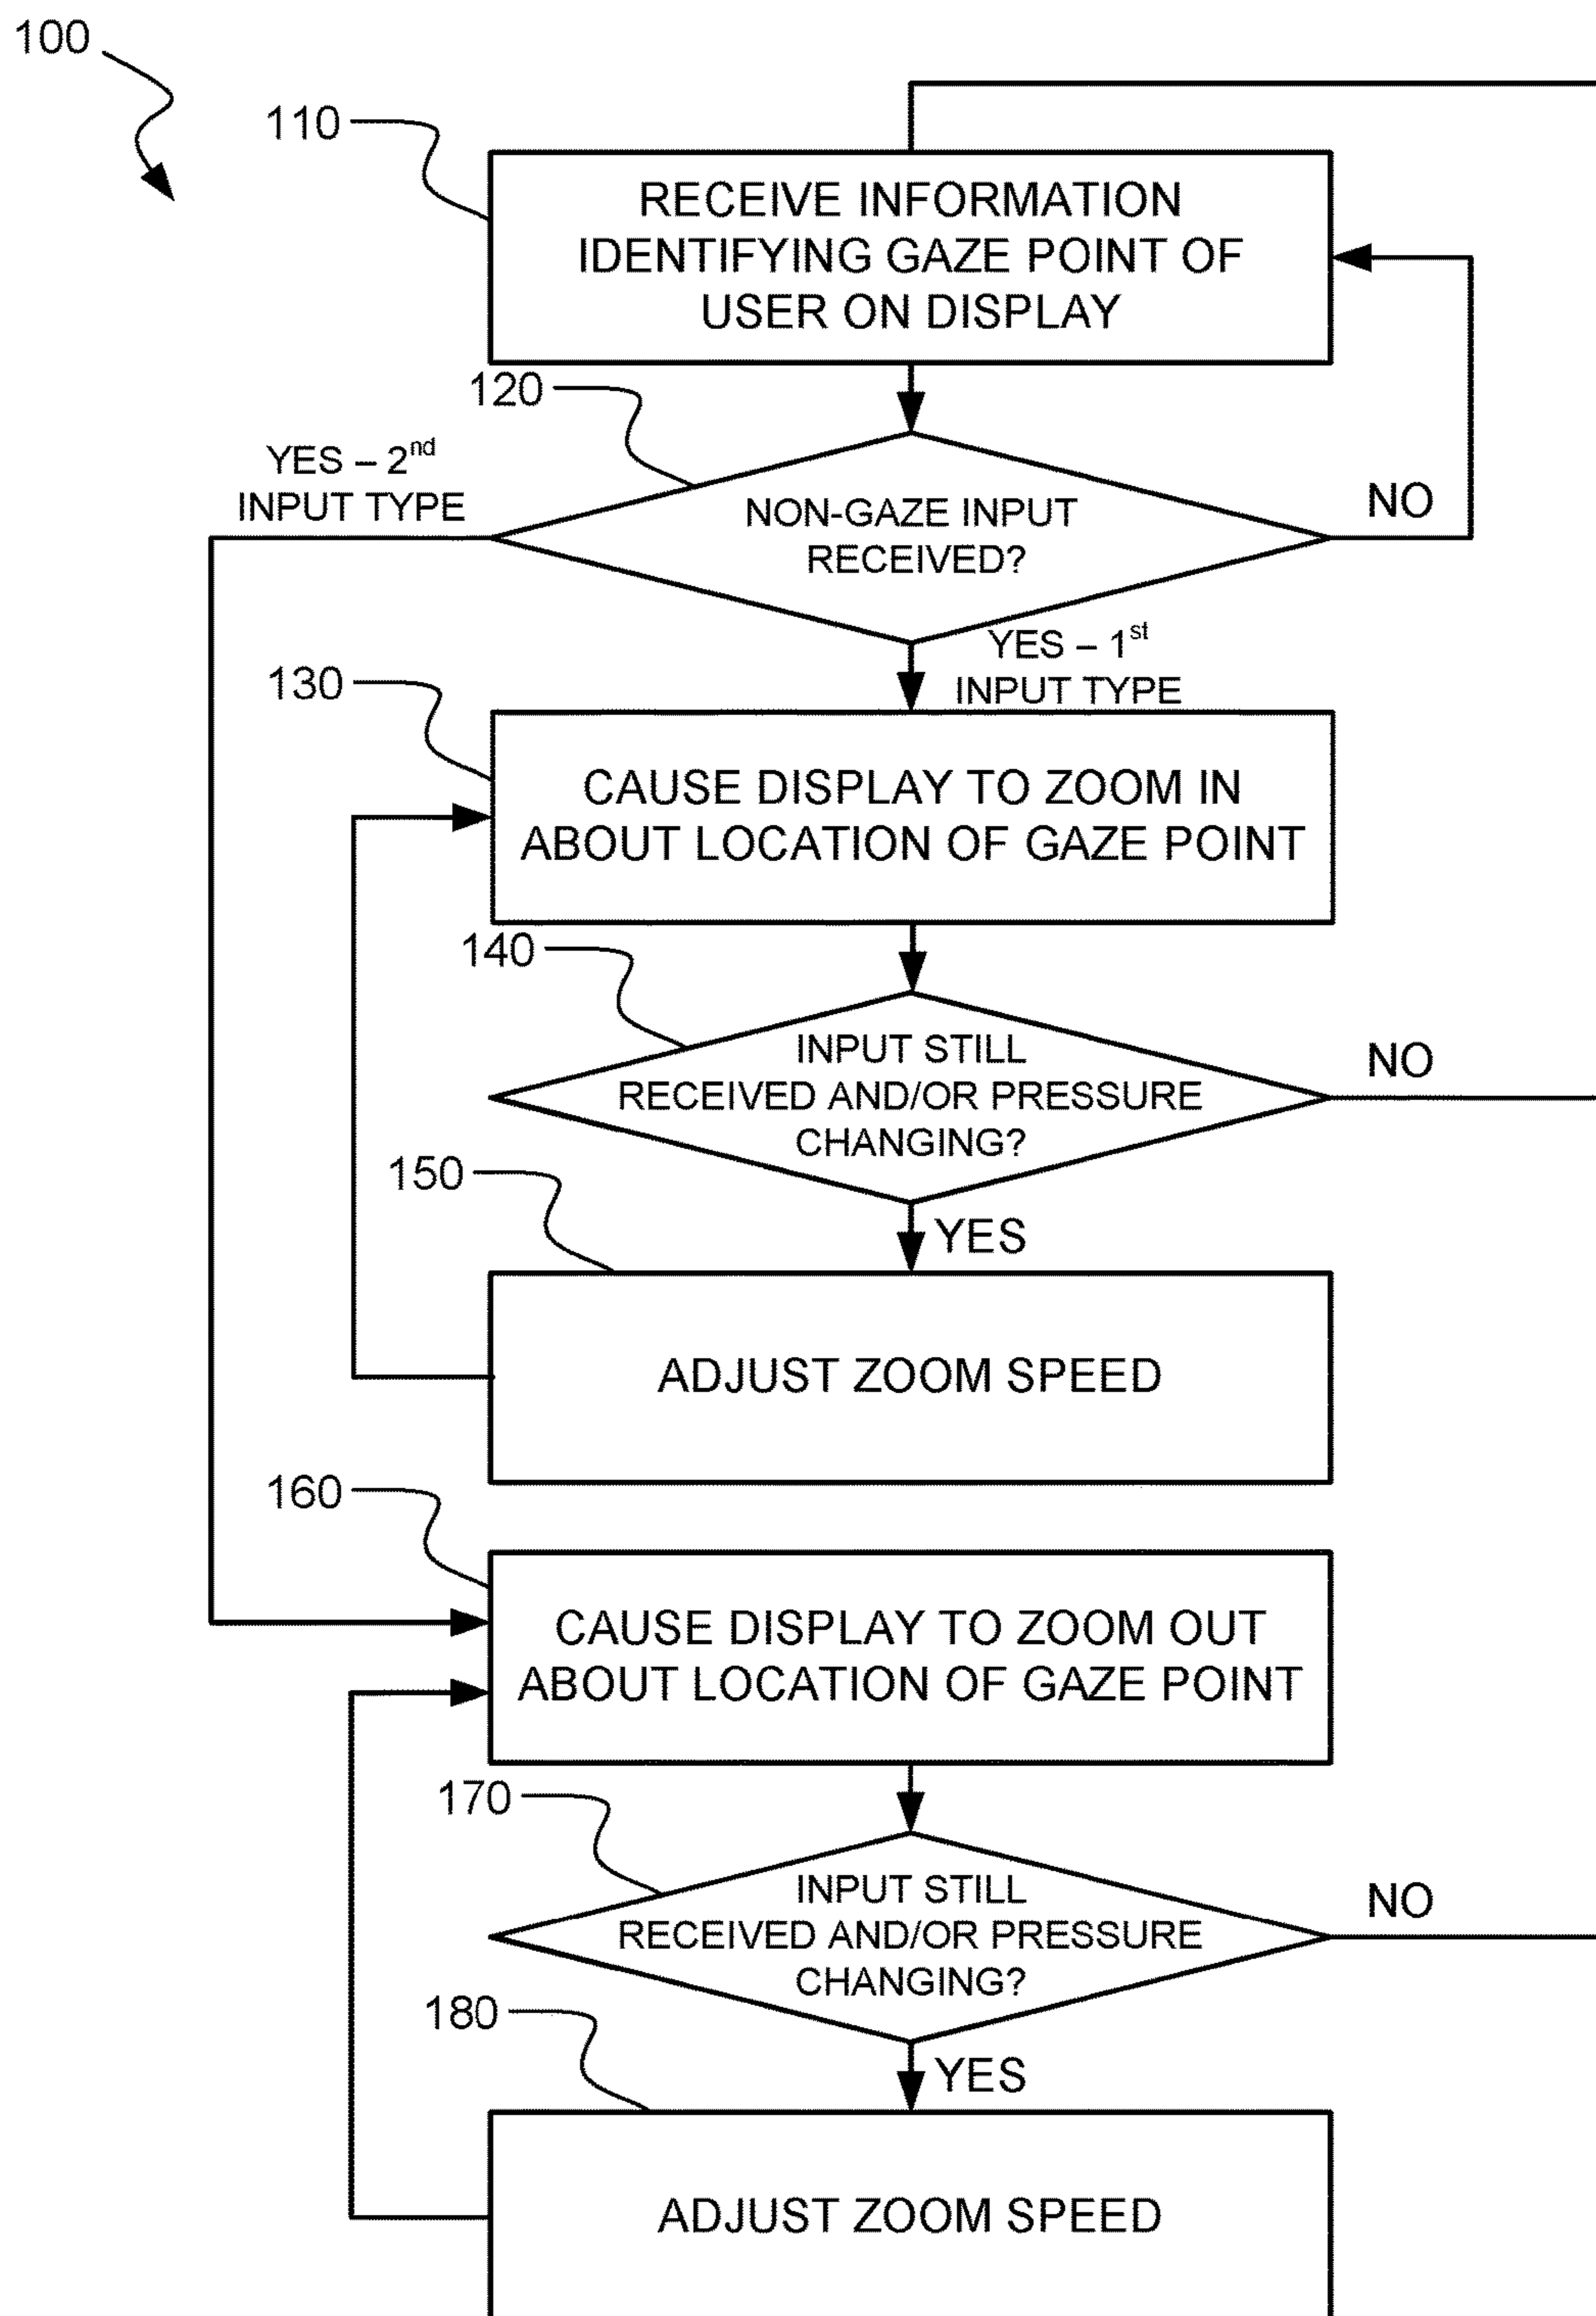 100
110
RECEIVE INFORMATION
IDENTIFYING GAZE POINT OF
USER ON DISPLAY
120
YES – 2nd
INPUT TYPE
NON-GAZE INPUT
RECEIVED?
NO
YES – 1st
INPUT TYPE
130
CAUSE DISPLAY TO ZOOM IN
ABOUT LOCATION OF GAZE POINT
140
INPUT STILL
RECEIVED AND/OR PRESSURE
CHANGING?
NO
150
YES
ADJUST ZOOM SPEED
160
CAUSE DISPLAY TO ZOOM OUT
ABOUT LOCATION OF GAZE POINT
170
INPUT STILL
RECEIVED AND/OR PRESSURE
CHANGING?
NO
180
YES
ADJUST ZOOM SPEED